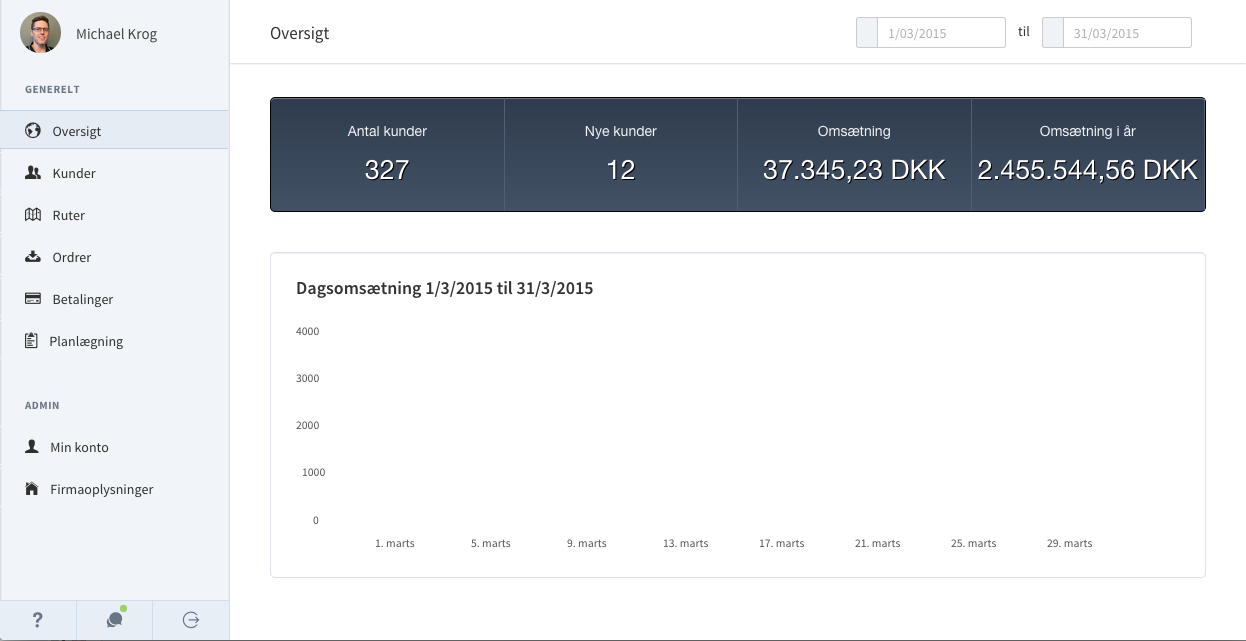 Michael Krog
GENERELT
Oversigt
Kunder
Ruter
Ordrer
Betalinger
Planlægning
ADMIN
Min konto
Firmaoplysninger
?
Oversigt
1/03/2015 til 31/03/2015
Antal kunder Nye kunder Omsætning Omsætning i år
327 12 37.345,23 DKK 2.455.544,56 DKK
Dagsomsætning 1/3/2015 til 31/3/2015
4000
3000
2000
1000
0
1. marts 5. marts 9. marts 13. marts 17. marts 21. marts 25. marts 29. marts